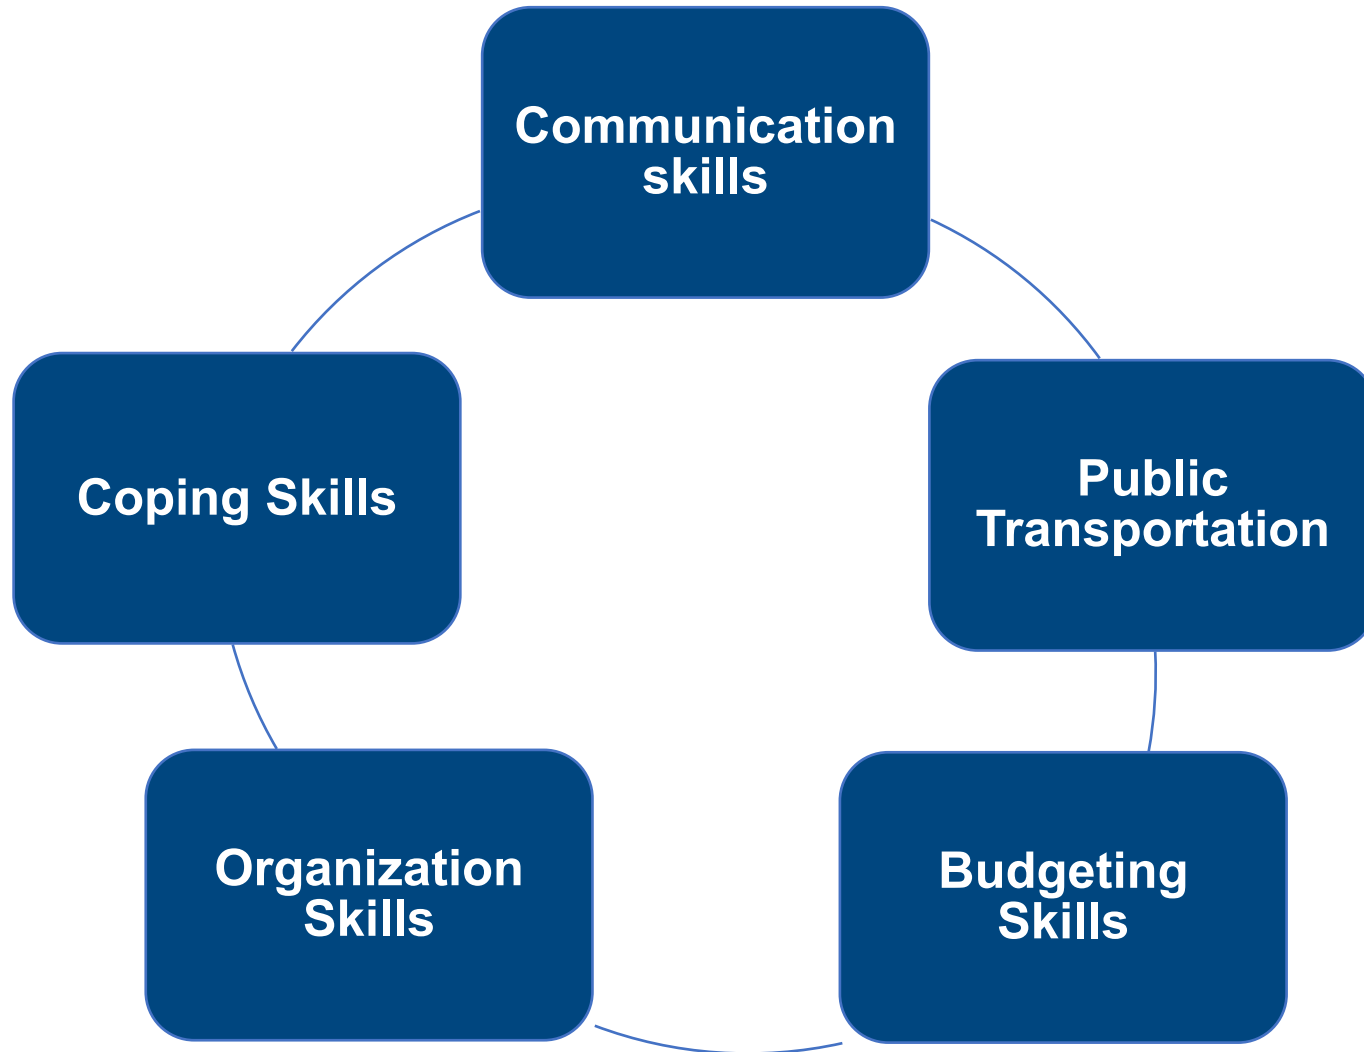 Communication
skills
Coping Skills
Public
Transportation
Organization
Skills
Budgeting
Skills